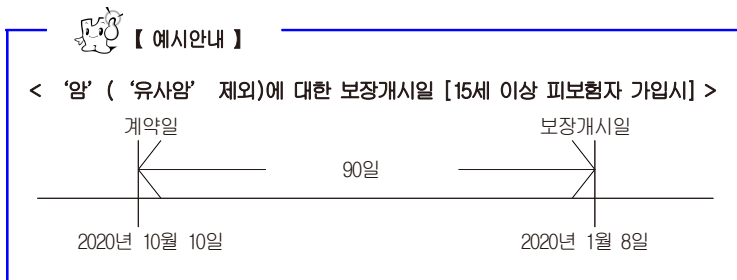 【 예시안내 】
< ‘암’ ( ‘유사암’ 제외)에 대한 보장개시일 [15세 이상 피보험자 가입시] >
계약일 보장개시일
90일
2020년 10월 10일 2020년 1월 8일